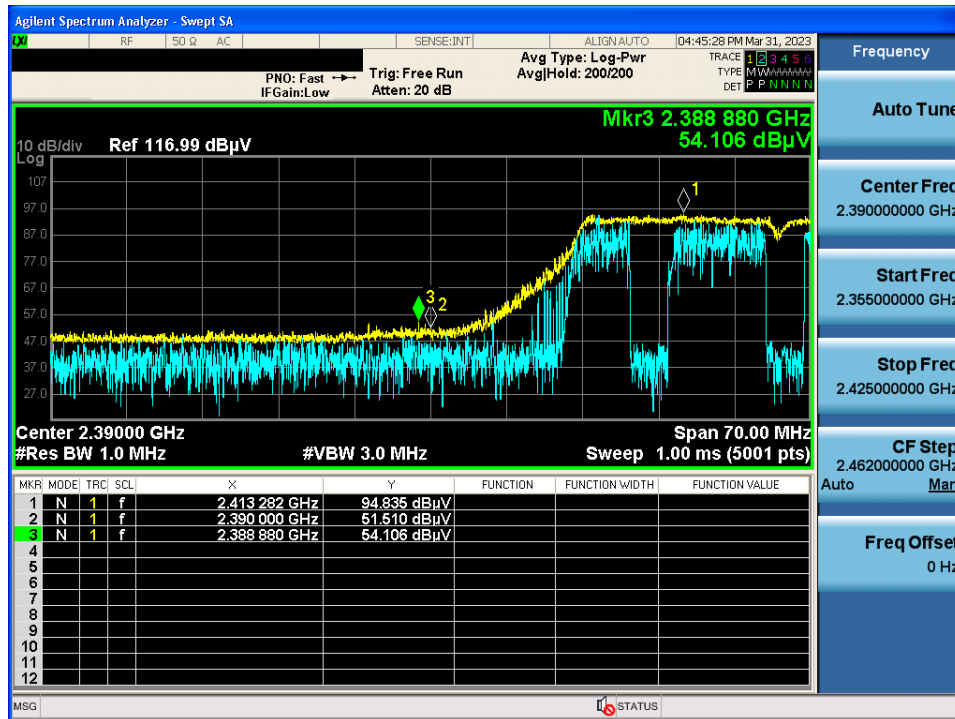 Agilent Spectrum Analyzer - Swept SA
LXI RF 50 Ω AC SENSE:INT ALIGN AUTO 04:45:28 PM Mar 31, 2023
PNO: Fast Trig: Free Run Avg Type: Log-Pwr TRACE 1 2 3 4 5 6
IFGain:Low Atten: 20 dB Avg|Hold: 200/200 TYPE M W W W W W
DET P P N N N N
Mkr3 2.388 880 GHz
54.106 dBµV
10 dB/div Ref 116.99 dBµV
Log
107
97.0
87.0
77.0
67.0
57.0
47.0
37.0
27.0
1
3 2
Center 2.39000 GHz Span 70.00 MHz
#Res BW 1.0 MHz #VBW 3.0 MHz Sweep 1.00 ms (5001 pts)
MKR MODE TRC SCL X Y FUNCTION FUNCTION WIDTH FUNCTION VALUE
1 N 1 f 2.413 282 GHz 94.835 dBµV
2 N 1 f 2.390 000 GHz 51.510 dBµV
3 N 1 f 2.388 880 GHz 54.106 dBµV
4
5
6
7
8
9
10
11
12
MSG STATUS
Frequency
Auto Tune
Center Freq
2.390000000 GHz
Start Freq
2.355000000 GHz
Stop Freq
2.425000000 GHz
CF Step
2.462000000 GHz
Auto Man
Freq Offset
0 Hz